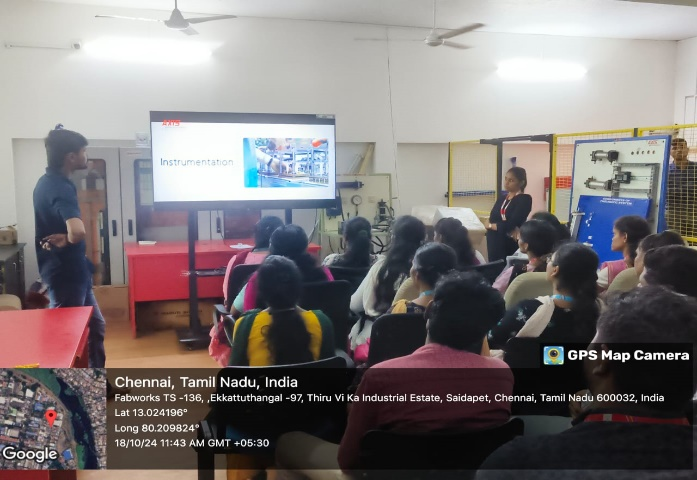 Instrumentation
GPS Map Camera
Chennai, Tamil Nadu, India
Fabworks TS -136, ,Ekkattuthangal -97, Thiru Vi Ka Industrial Estate, Saidapet, Chennai, Tamil Nadu 600032, India
Lat 13.024196°
Long 80.209824°
18/10/24 11:43 AM GMT +05:30
Google